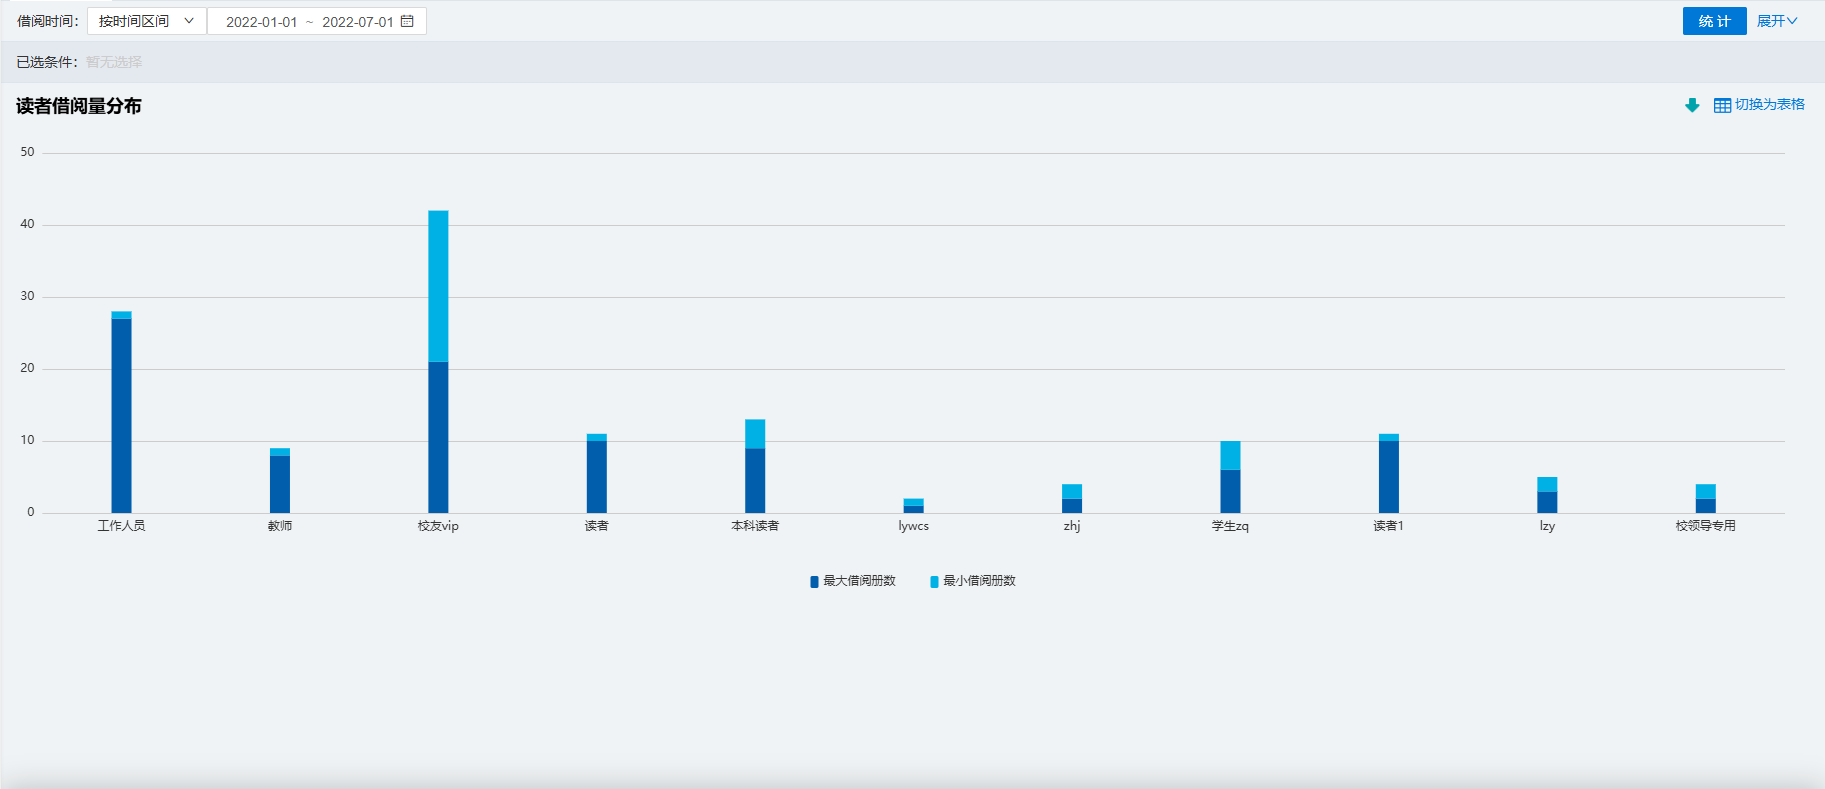 借阅时间： 按时间区间 2022-01-01 ~ 2022-07-01 统 计 展开
已选条件： 暂无选择
读者借阅量分布 切换为表格
50
40
30
20
10
0
工作人员 教师 校友vip 读者 本科读者 lywcs zhj 学生zq 读者1 lzy 校领导专用
最大借阅册数 最小借阅册数